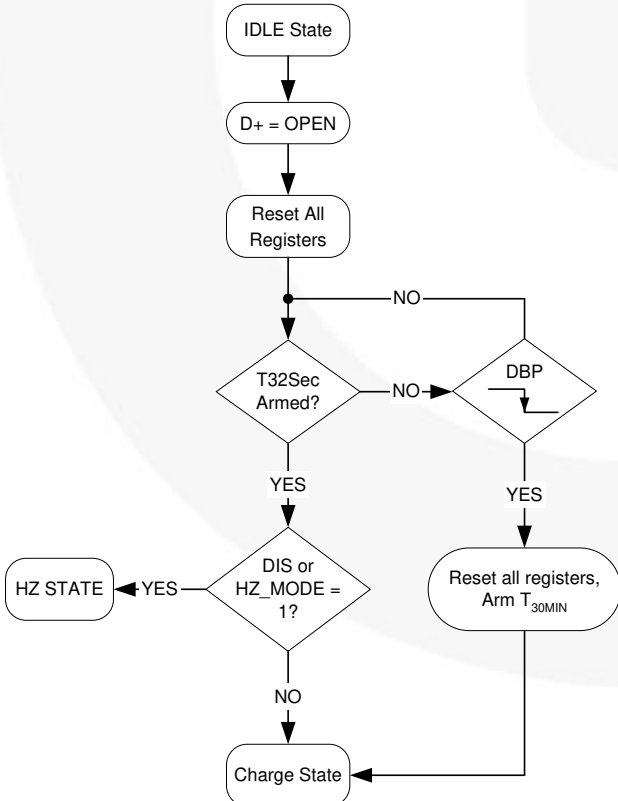 IDLE State
D+ = OPEN
Reset All
Registers
NO
T32Sec
Armed?
NO
DBP
YES
YES
DIS or
HZ_MODE =
1?
YES
HZ STATE
Reset all registers,
Arm T30MIN
NO
Charge State